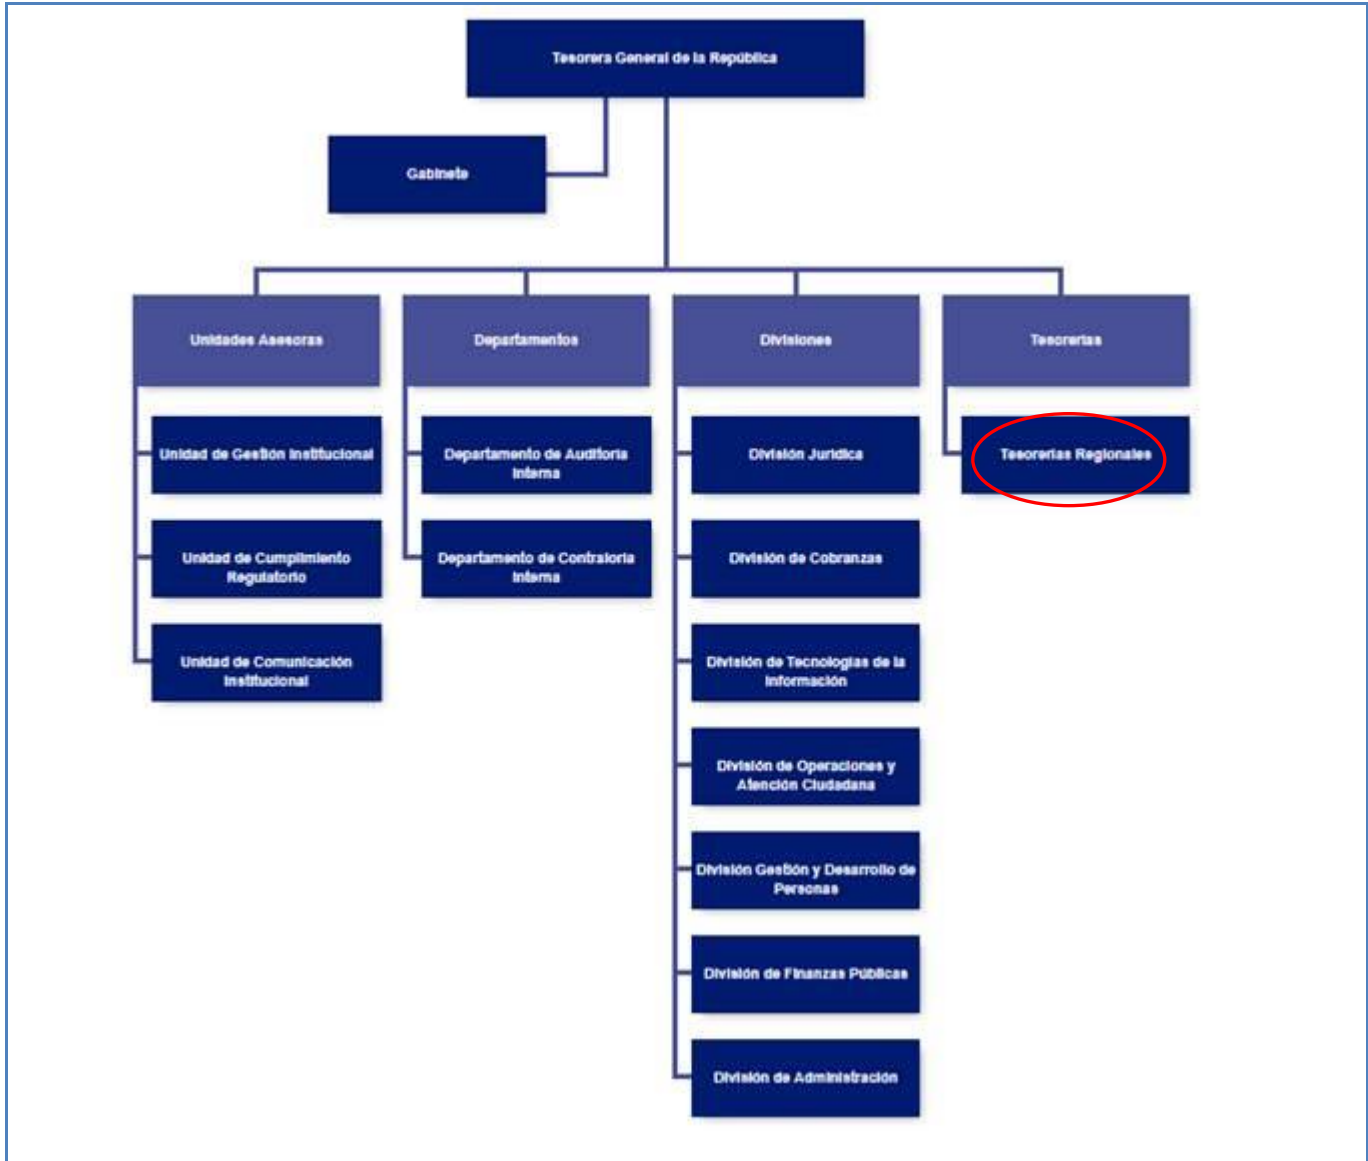 Tesorera General de la República
Gabinete
Unidades Asesoras
Departamentos
Divisiones
Tesorerías
Unidad de Gestión Institucional
Unidad de Cumplimiento
Regulatorio
Unidad de Comunicación
Institucional
Departamento de Auditoría
Interna
Departamento de Contraloría
Interna
División Jurídica
División de Cobranzas
División de Tecnologías de la
Información
División de Operaciones y
Atención Ciudadana
División Gestión y Desarrollo de
Personas
División de Finanzas Públicas
División de Administración
Tesorerías Regionales